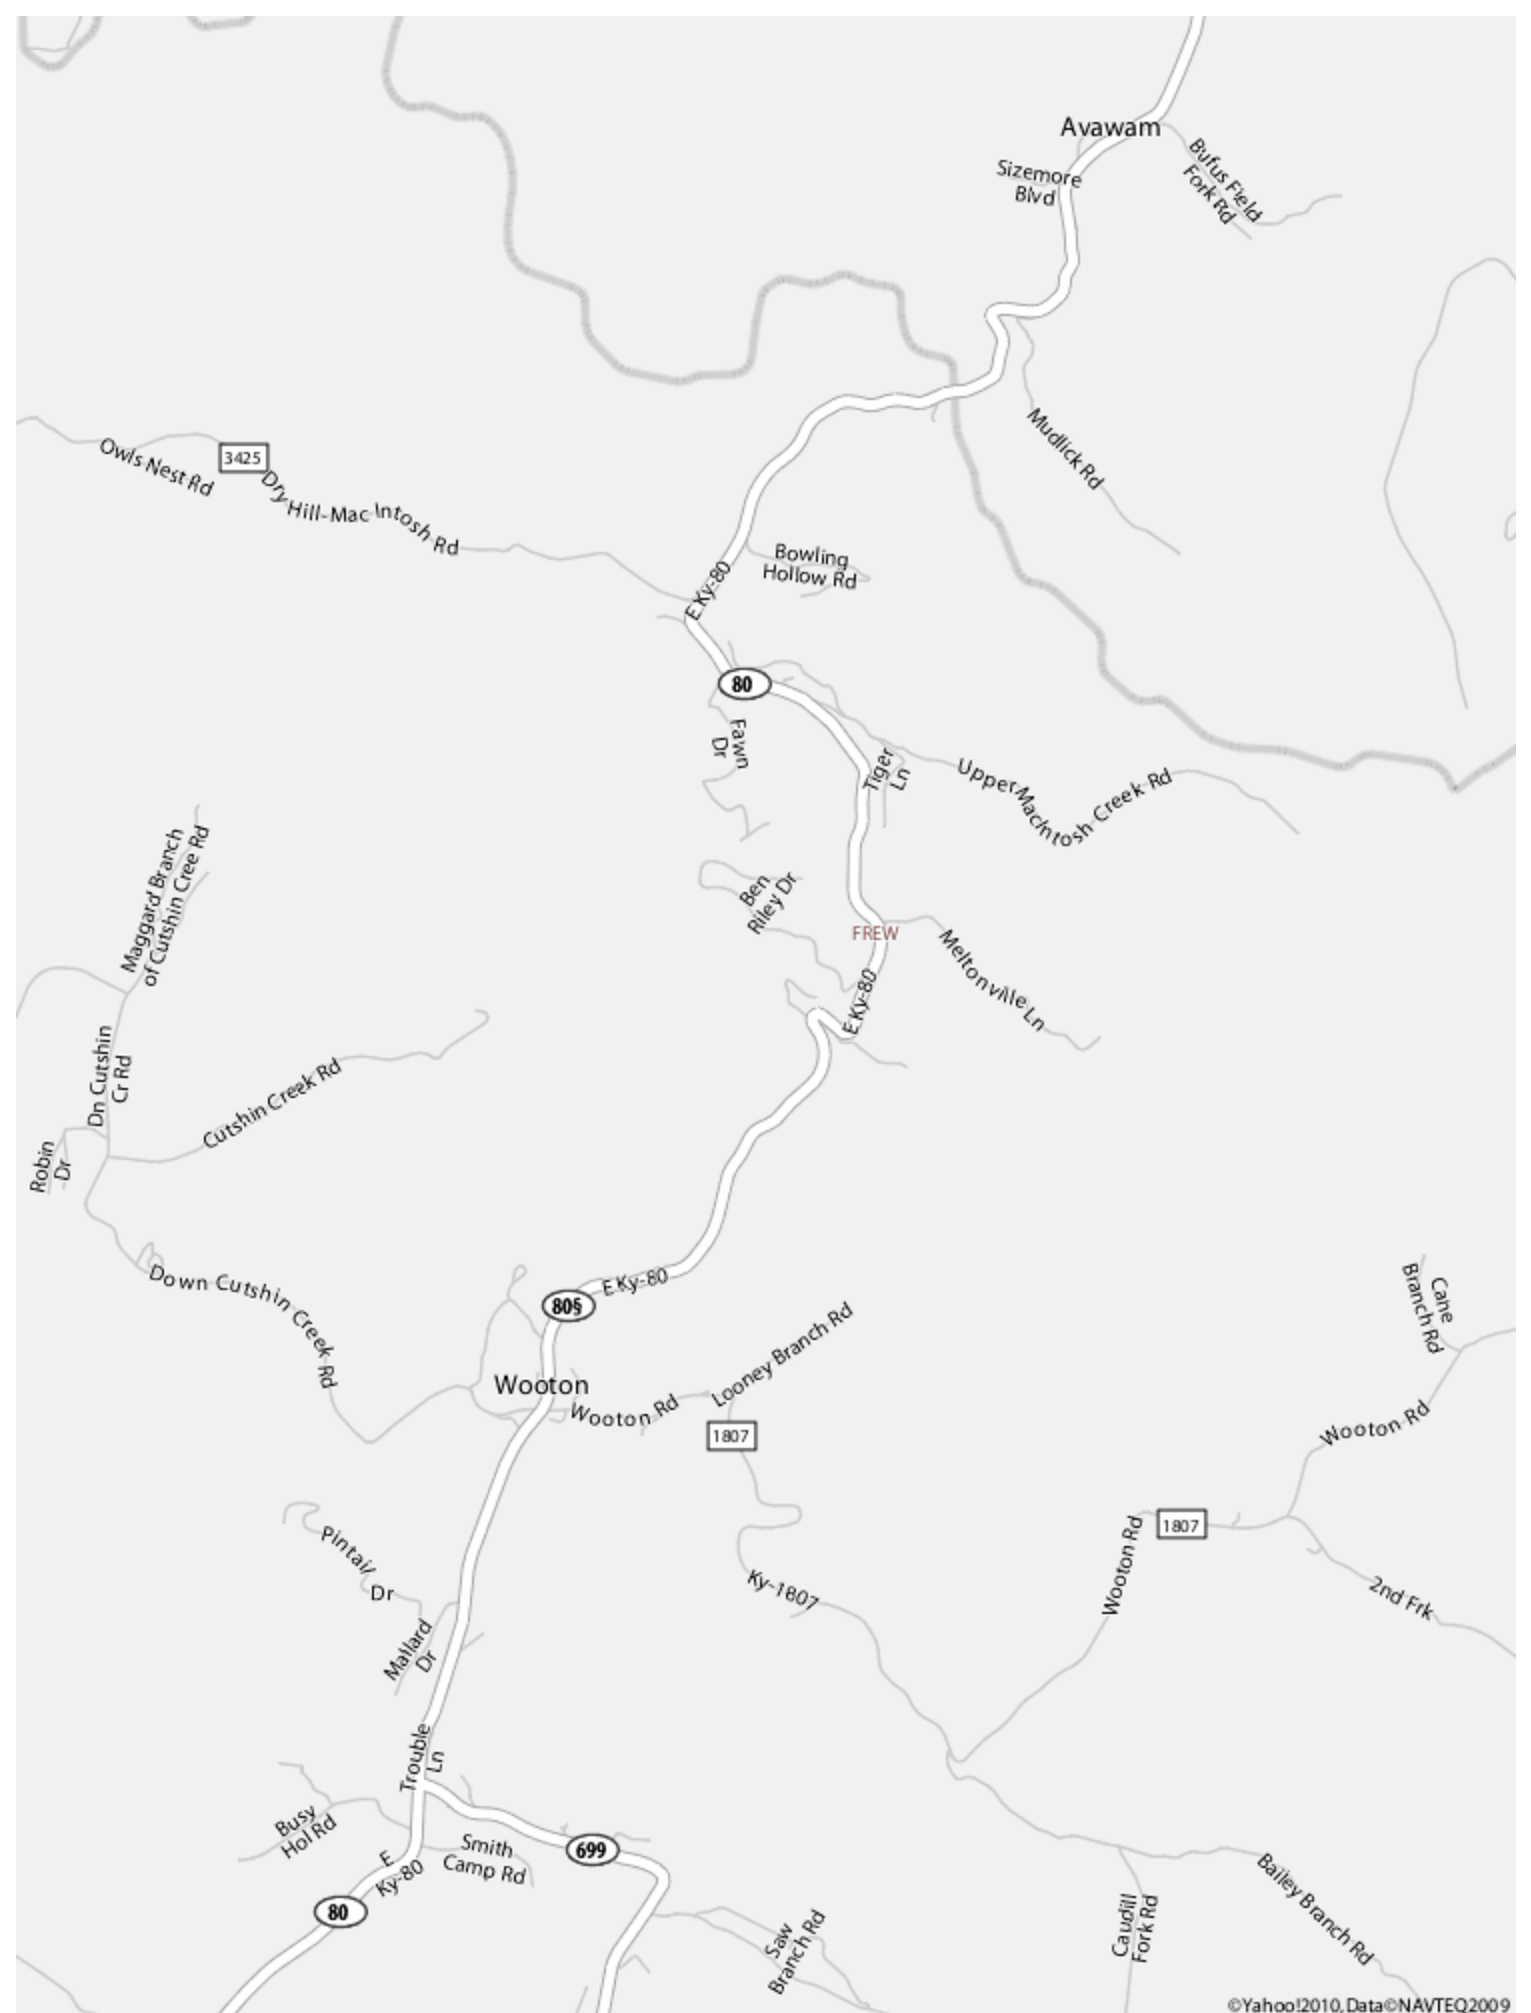 Avawam
Sizemore
Blvd
Bufus Field
Fork Rd
Mudlick Rd
Owls Nest Rd
3425
Dry Hill-Mac Intosh Rd
Bowling
Hollow Rd
E Ky-80
80
Fawn
Dr
Tiger
Ln
Upper MacIntosh Creek Rd
Maggard Branch
of Cutshin Cree Rd
Ben
Riley Dr
FREW
Meltonville Ln
E Ky-80
Dn Cutshin
Cr Rd
Cutshin Creek Rd
Robin
Dr
Down Cutshin Creek Rd
E Ky-80
80§
Looney Branch Rd
Cane
Branch Rd
Wooton
Wooton Rd
1807
Wooton Rd
Wooton Rd
1807
Pintail
Dr
Ky-1807
2nd Frk
Mallard
Dr
Trouble
Ln
Busy
Hol Rd
Smith
Camp Rd
699
E
Ky-80
80
Saw
Branch Rd
Caudill
Fork Rd
Bailey Branch Rd
©Yahoo!2010, Data©NAVTEQ2009